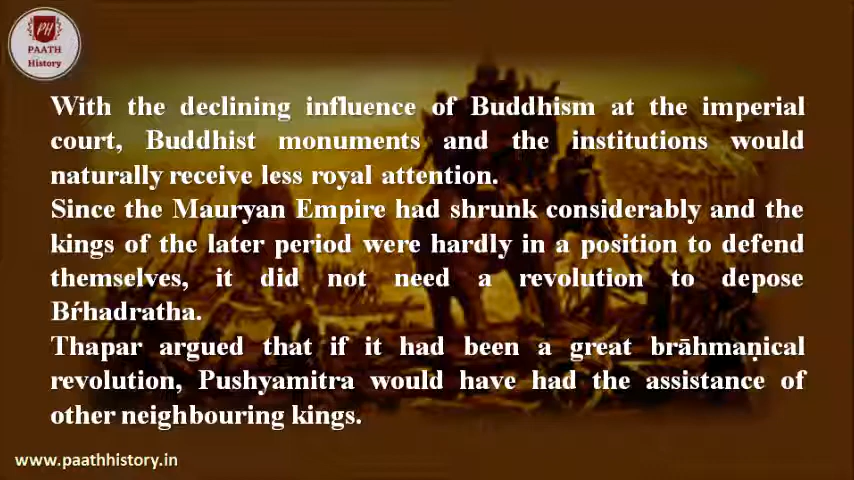 PH
PAATH
History
With the declining influence of Buddhism at the imperial
court, Buddhist monuments and the institutions would
naturally receive less royal attention.
Since the Mauryan Empire had shrunk considerably and the
kings of the later period were hardly in a position to defend
themselves, it did not need a revolution to depose
Bŕhadratha.
Thapar argued that if it had been a great brāhmaṇical
revolution, Pushyamitra would have had the assistance of
other neighbouring kings.
www.paathhistory.in